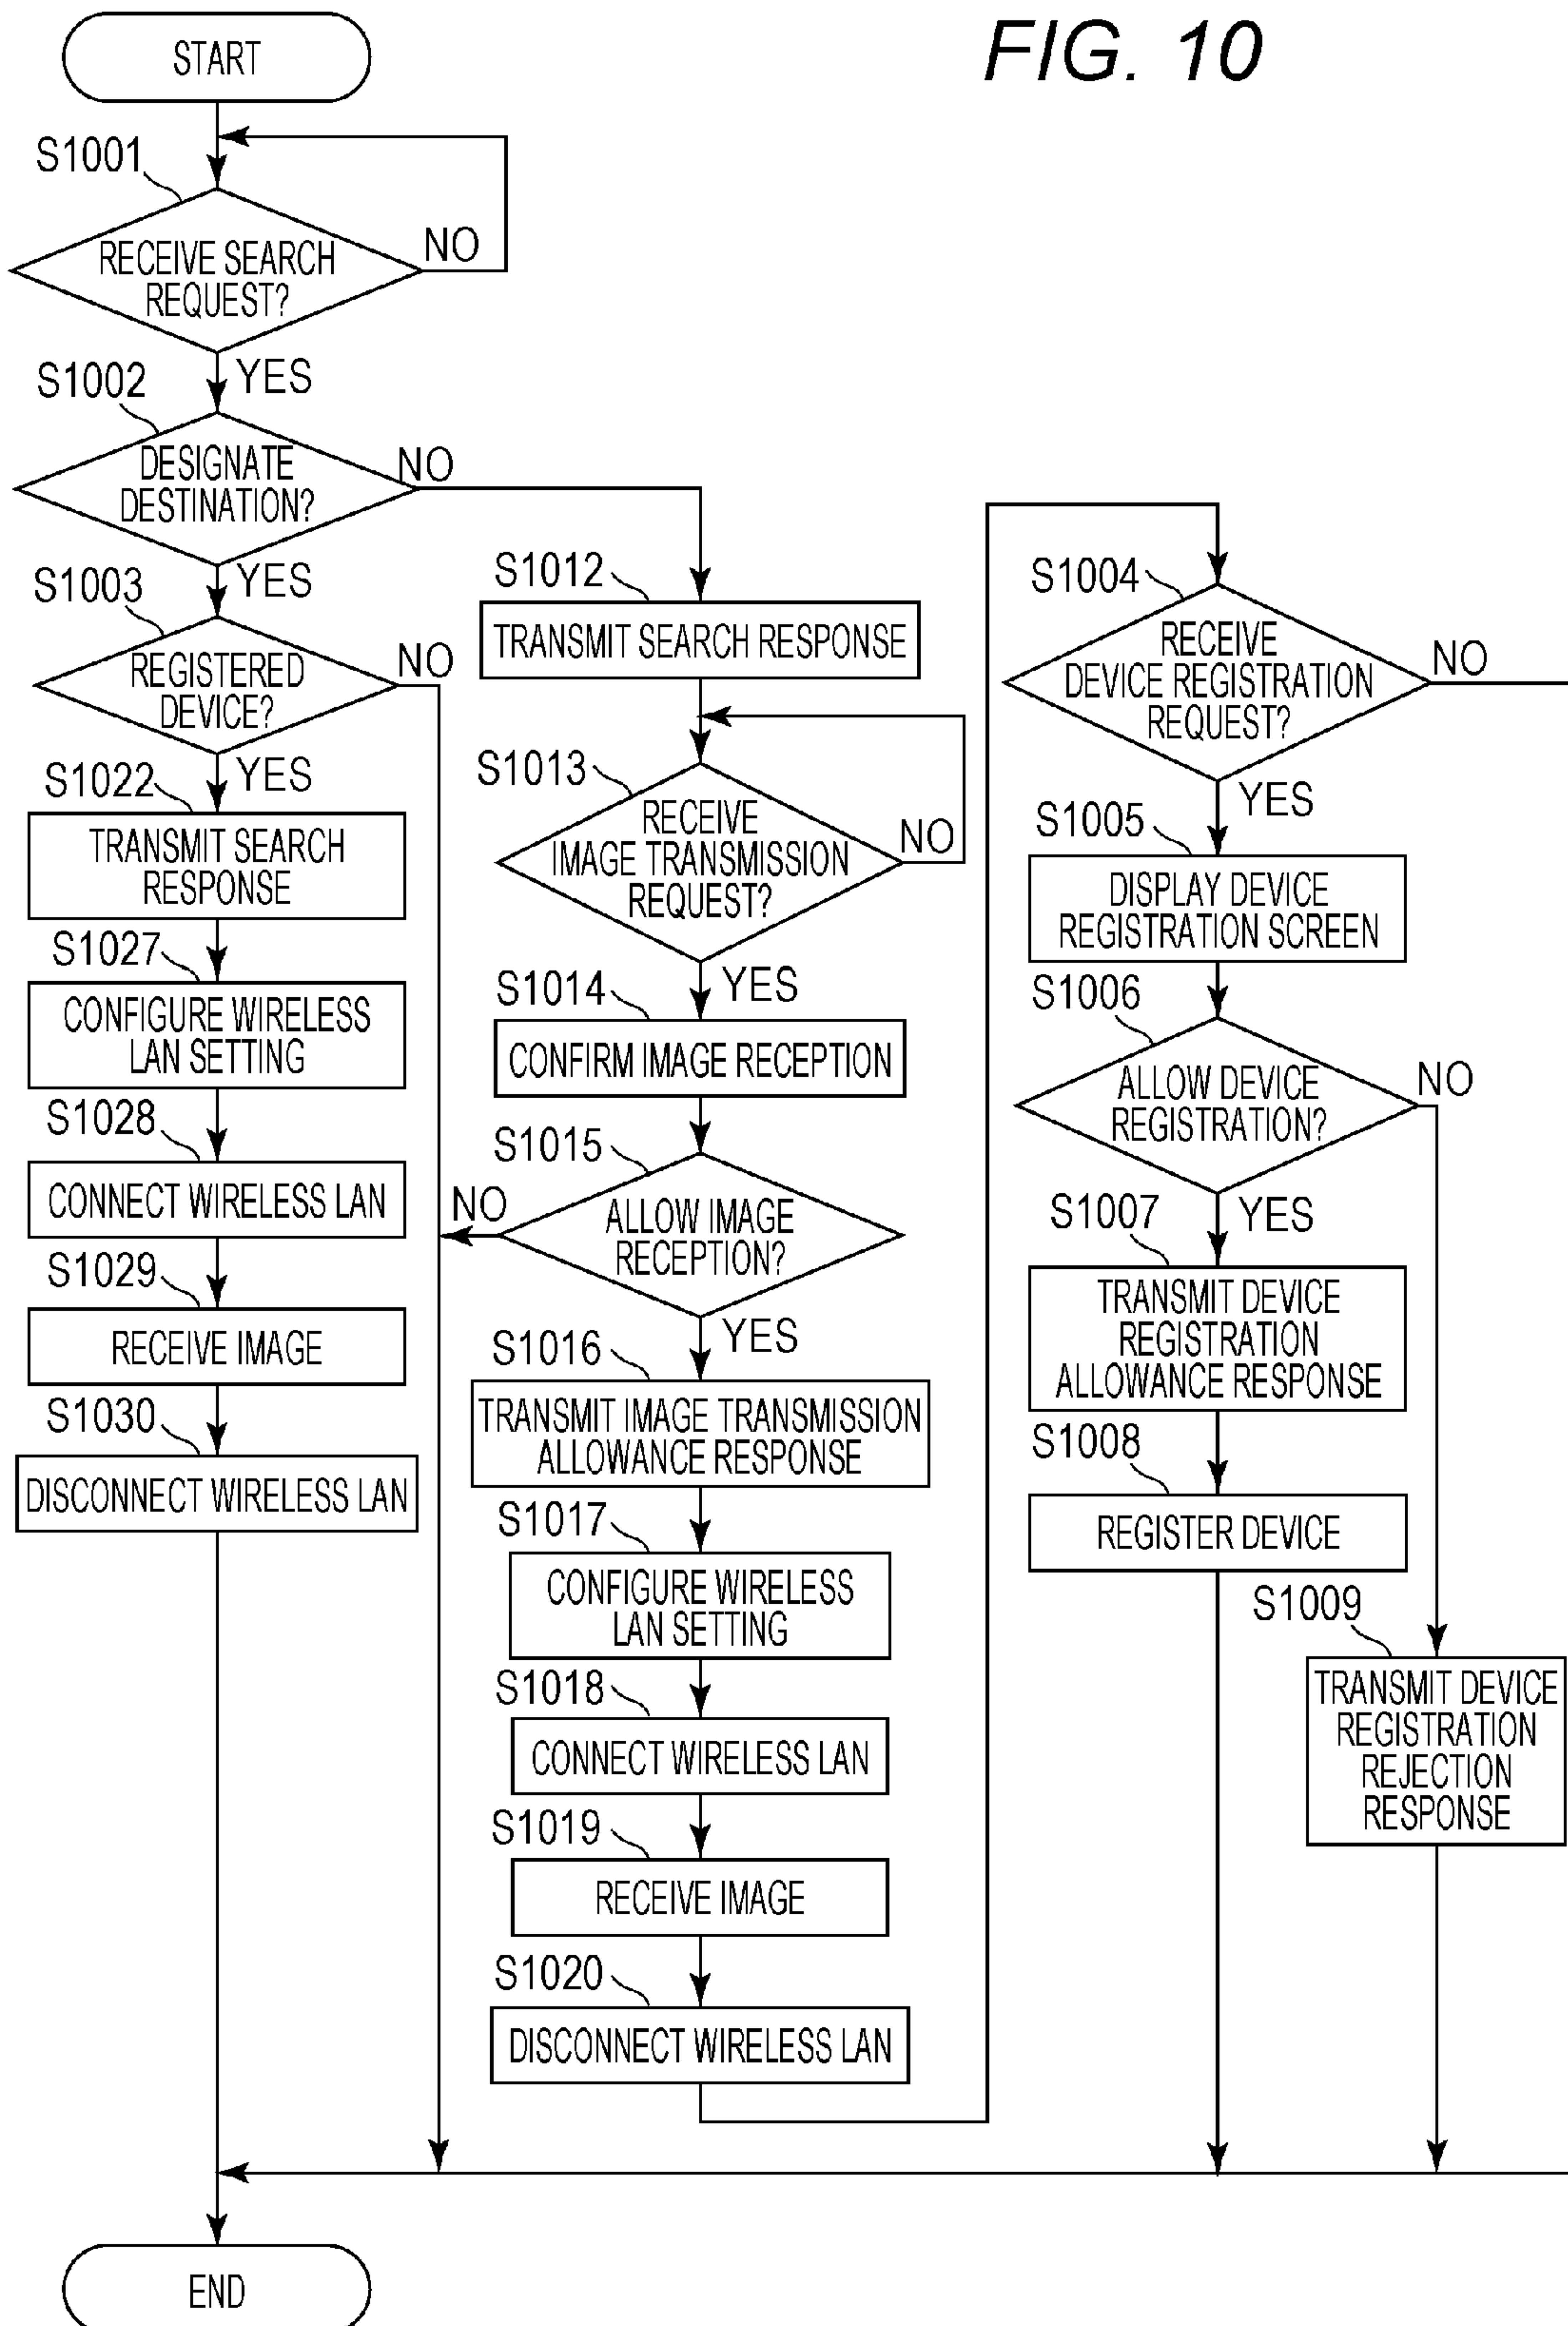 FIG. 10
START
S1001
RECEIVE SEARCH
REQUEST?
NO
YES
S1002
DESIGNATE
DESTINATION?
NO
YES
S1003
REGISTERED
DEVICE?
NO
YES
S1022
TRANSMIT SEARCH
RESPONSE
S1027
CONFIGURE WIRELESS
LAN SETTING
S1028
CONNECT WIRELESS LAN
S1029
RECEIVE IMAGE
S1030
DISCONNECT WIRELESS LAN
S1012
TRANSMIT SEARCH RESPONSE
S1013
RECEIVE
IMAGE TRANSMISSION
REQUEST?
NO
YES
S1014
CONFIRM IMAGE RECEPTION
S1015
ALLOW IMAGE
RECEPTION?
NO
YES
S1016
TRANSMIT IMAGE TRANSMISSION
ALLOWANCE RESPONSE
S1017
CONFIGURE WIRELESS
LAN SETTING
S1018
CONNECT WIRELESS LAN
S1019
RECEIVE IMAGE
S1020
DISCONNECT WIRELESS LAN
S1004
RECEIVE
DEVICE REGISTRATION
REQUEST?
NO
YES
S1005
DISPLAY DEVICE
REGISTRATION SCREEN
S1006
ALLOW DEVICE
REGISTRATION?
NO
YES
S1007
TRANSMIT DEVICE
REGISTRATION
ALLOWANCE RESPONSE
S1008
REGISTER DEVICE
S1009
TRANSMIT DEVICE
REGISTRATION
REJECTION
RESPONSE
END